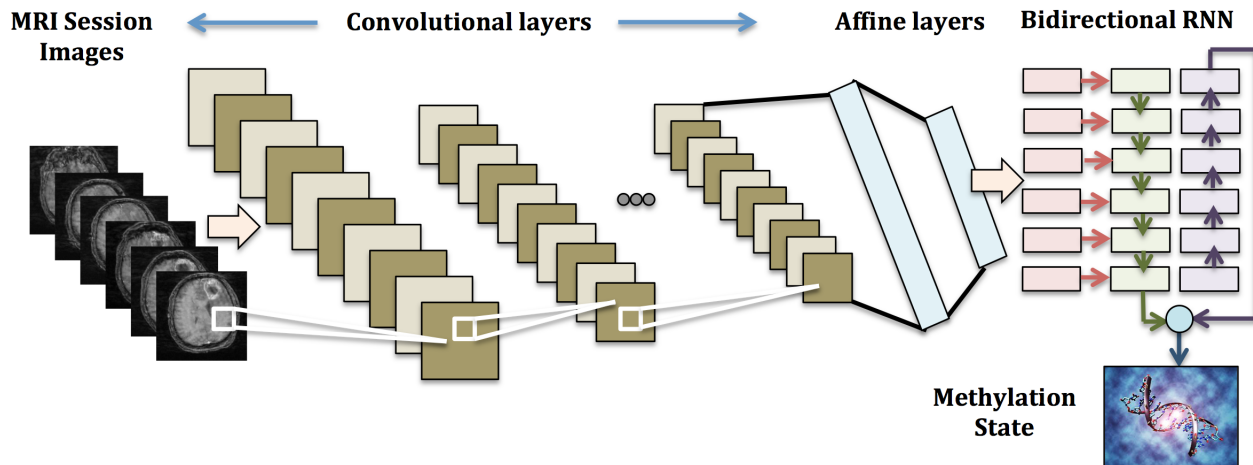 MRI Session
Images
Convolutional layers
Affine layers
Bidirectional RNN
Methylation
State